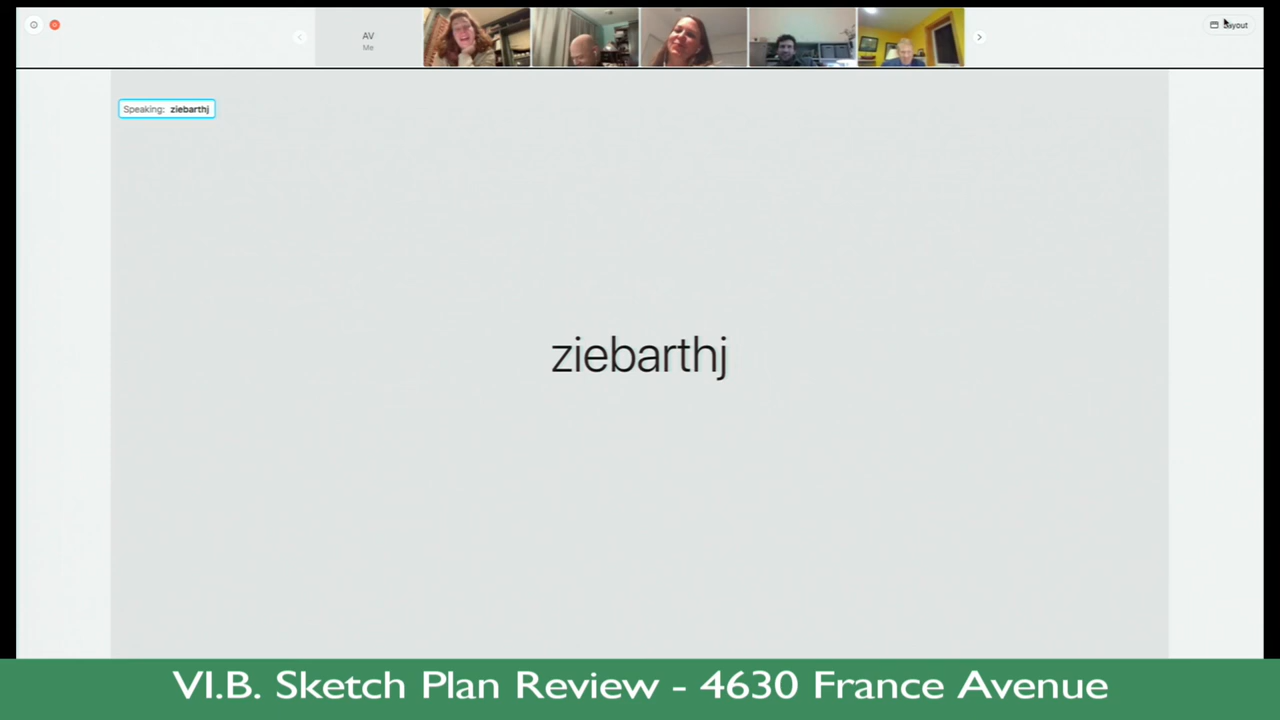 AV
Me
Layout
Speaking: ziebarthj
ziebarthj
VI.B. Sketch Plan Review - 4630 France Avenue